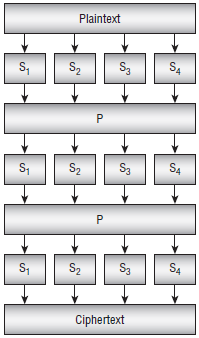 Plaintext
S1 S2 S3 S4
P
S1 S2 S3 S4
P
S1 S2 S3 S4
Ciphertext